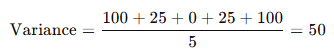 Variance = (100 + 25 + 0 + 25 + 100) / 5 = 50